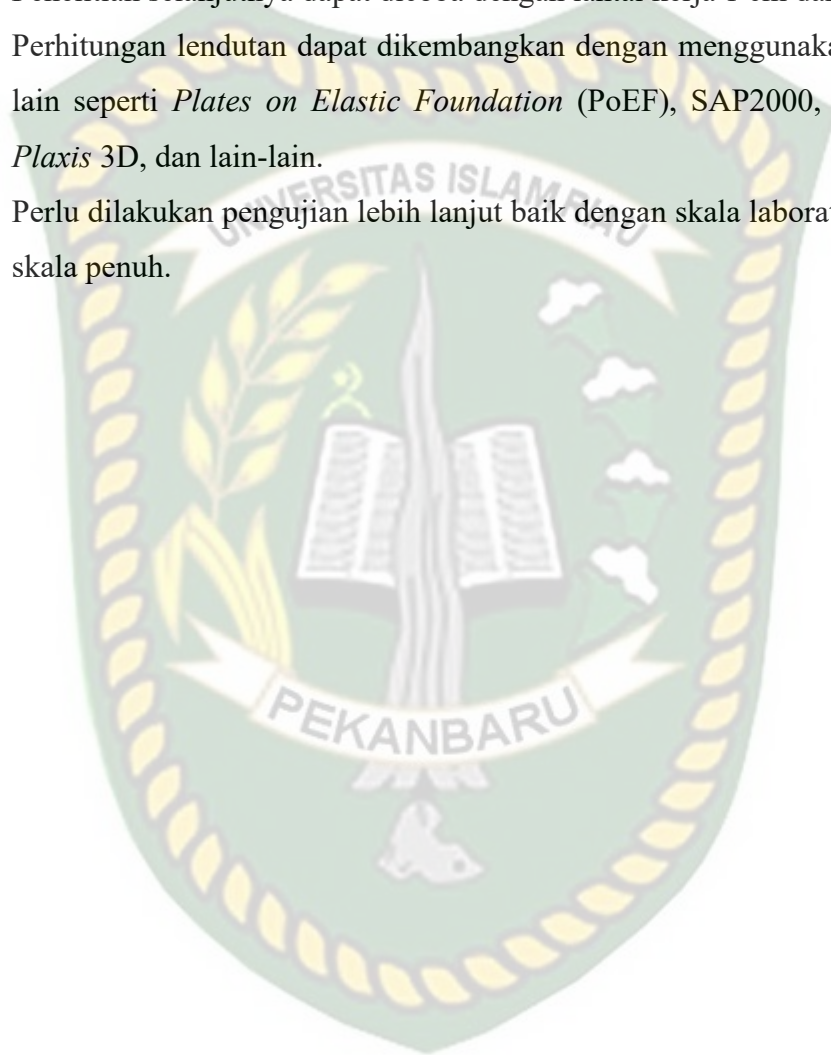 Perhitungan lendutan dapat dikembangkan dengan menggunaka
lain seperti Plates on Elastic Foundation (PoEF), SAP2000,
Plaxis 3D, dan lain-lain.
UNIVERSITAS ISLAM RIAU
Perlu dilakukan pengujian lebih lanjut baik dengan skala laborat
skala penuh.
PEKANBARU